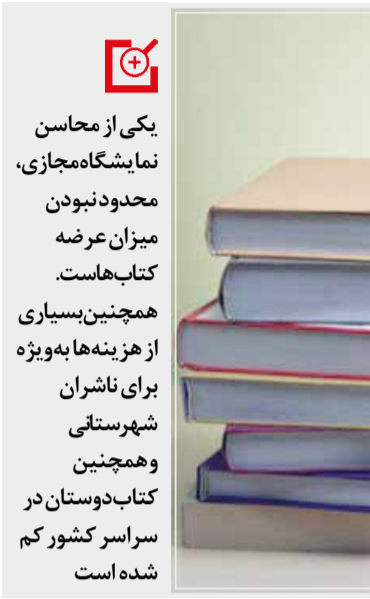 یکی از محاسن
نمایشگاه‌مجازی،
محدودنبودن
میزان عرضه
کتاب‌هاست.
همچنین‌بسیاری
از هزینه‌ها به‌ویژه
برای ناشران
شهرستانی
وهمچنین
کتاب‌دوستان در
سراسر کشور کم
شده است